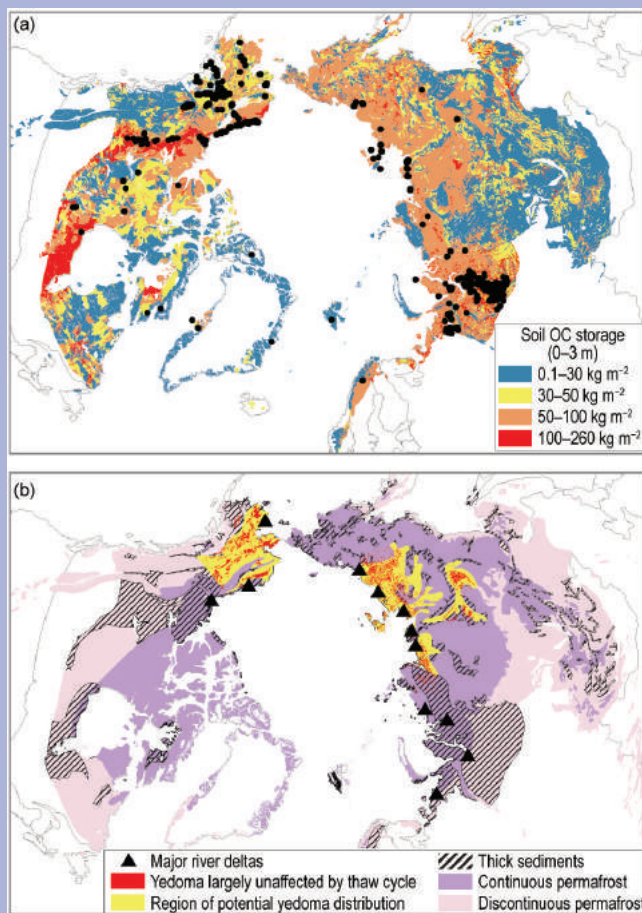 (a)
Soil OC storage
(0–3 m)
0.1–30 kg m⁻²
30–50 kg m⁻²
50–100 kg m⁻²
100–260 kg m⁻²
(b)
Major river deltas
Yedoma largely unaffected by thaw cycle
Region of potential yedoma distribution
Thick sediments
Continuous permafrost
Discontinuous permafrost